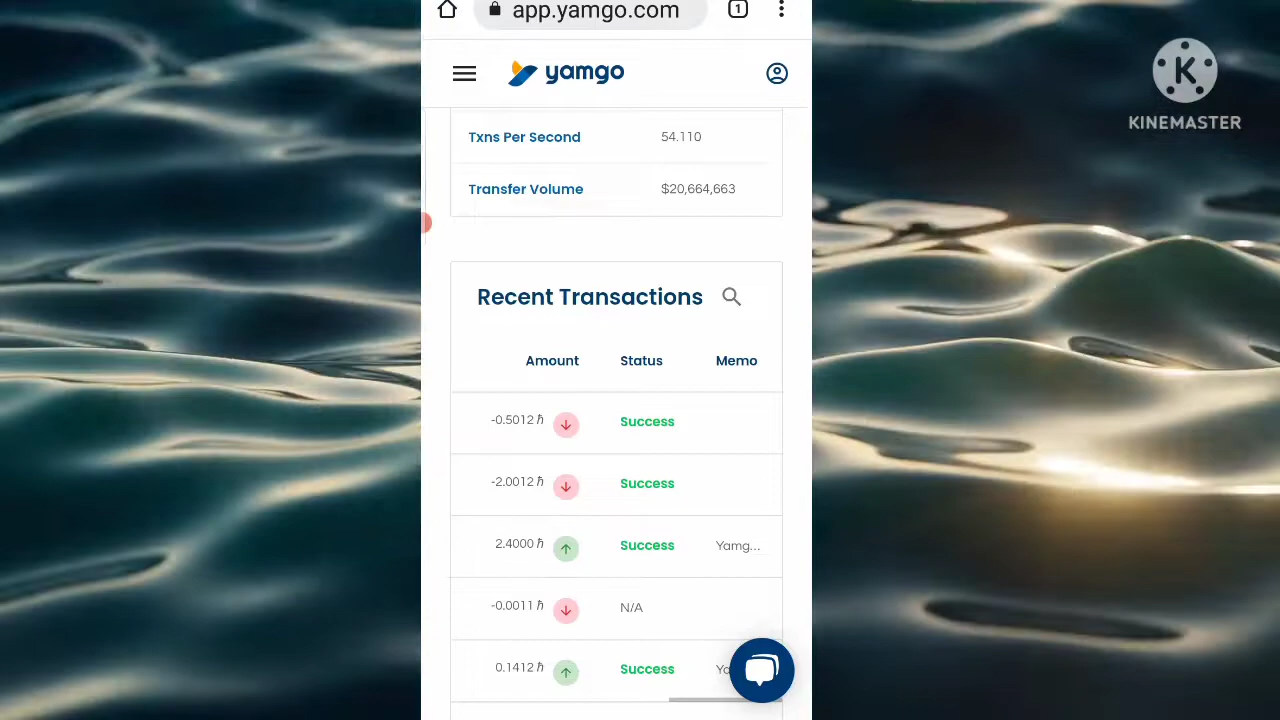 app.yamgo.com
1
yamgo
K
KINEMASTER
Txns Per Second 54.110
Transfer Volume $20,664,663
Recent Transactions
Amount Status Memo
-0.5012 ℏ Success
-2.0012 ℏ Success
2.4000 ℏ Success Yamg...
-0.0011 ℏ N/A
0.1412 ℏ Success